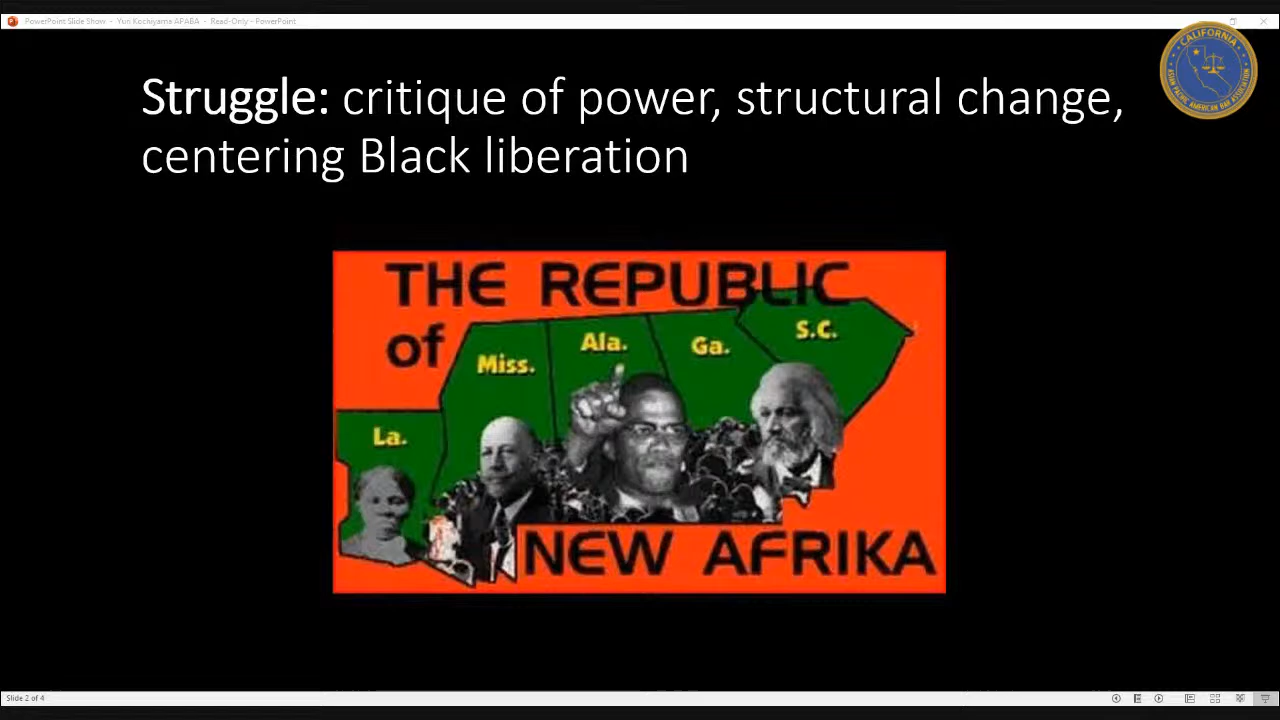 PowerPoint Slide Show - Yuri Kochiyama APABA - Read-Only - PowerPoint
CALIFORNIA
ASIAN PACIFIC AMERICAN BAR ASSOCIATION
Struggle: critique of power, structural change,
centering Black liberation
THE REPUBLIC
of
Miss.
Ala.
Ga.
S.C.
La.
NEW AFRIKA
Slide 2 of 4